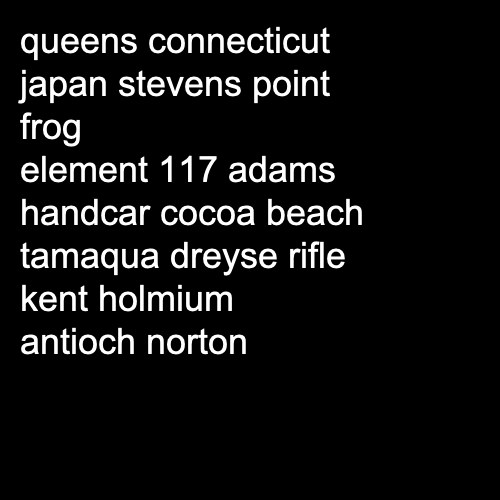 queens connecticut
japan stevens point
frog
element 117 adams
handcar cocoa beach
tamaqua dreyse rifle
kent holmium
antioch norton